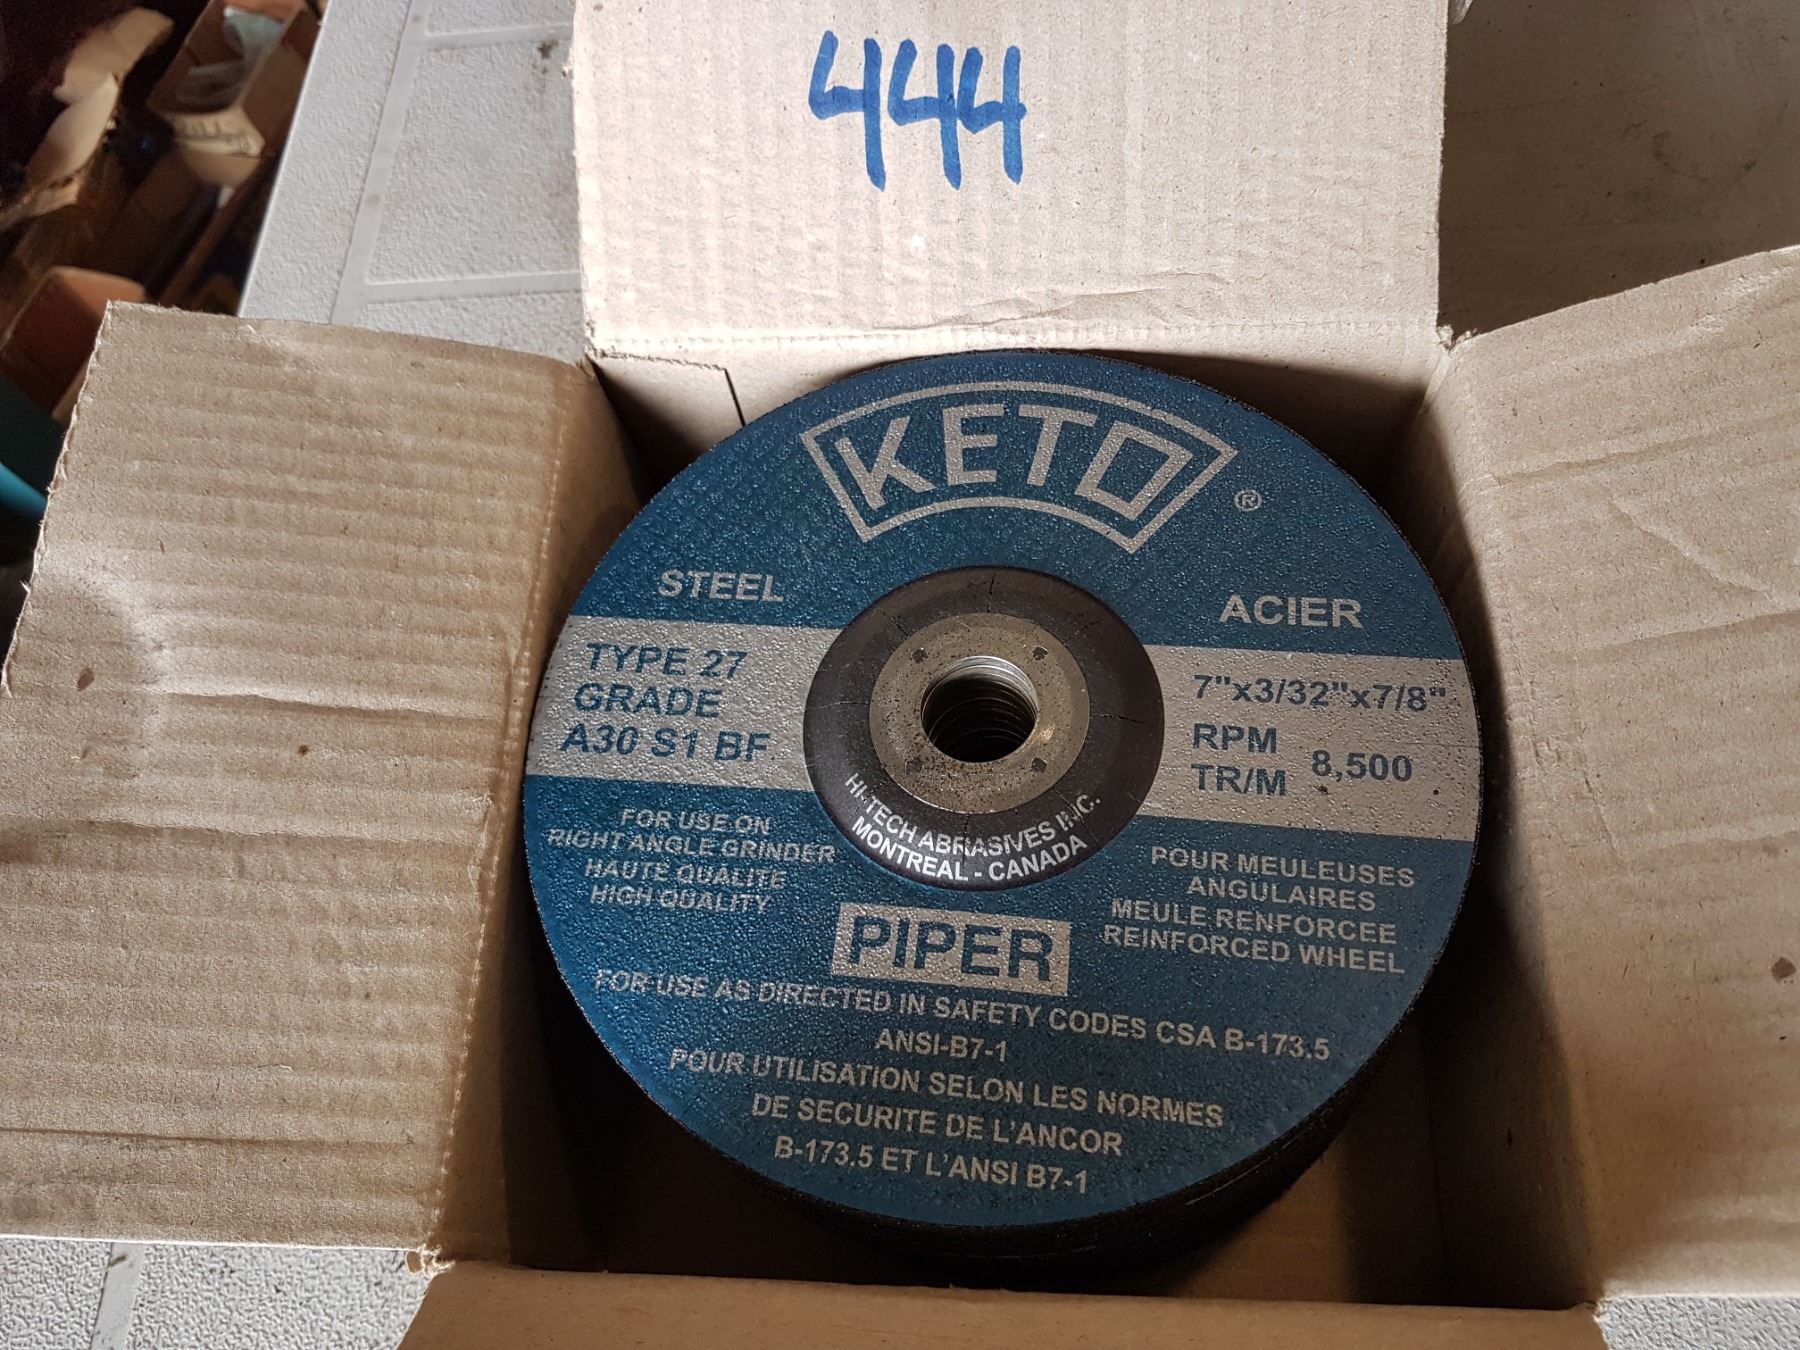 444
KETO
®
STEEL
ACIER
TYPE 27
GRADE
A30 S1 BF
7"x3/32"x7/8"
RPM
TR/M
8,500
HI-TECH ABRASIVES INC.
MONTREAL - CANADA
FOR USE ON
RIGHT ANGLE GRINDER
HAUTE QUALITE
HIGH QUALITY
POUR MEULEUSES
ANGULAIRES
MEULE RENFORCEE
REINFORCED WHEEL
PIPER
FOR USE AS DIRECTED IN SAFETY CODES CSA B-173.5
ANSI-B7-1
POUR UTILISATION SELON LES NORMES
DE SECURITE DE L'ANCOR
B-173.5 ET L'ANSI B7-1